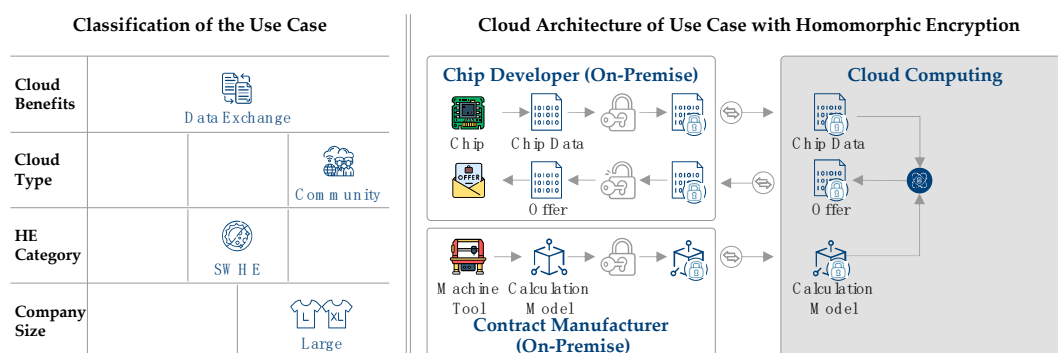 Classification of the Use Case
Cloud Benefits
Data Exchange
Cloud Type
Community
HE Category
SWHE
Company Size
L XL
Large
Cloud Architecture of Use Case with Homomorphic Encryption
Chip Developer (On-Premise)
Chip
Chip Data
OFFER
Offer
Machine Tool
Calculation Model
Contract Manufacturer
(On-Premise)
Cloud Computing
Chip Data
Offer
Calculation
Model